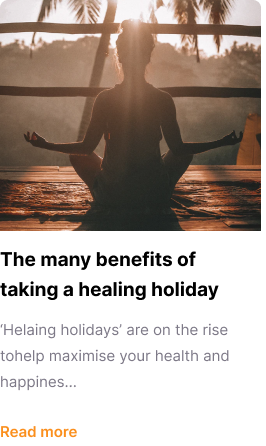 The many benefits of
taking a healing holiday
‘Helaing holidays’ are on the rise
tohelp maximise your health and
happines...
Read more